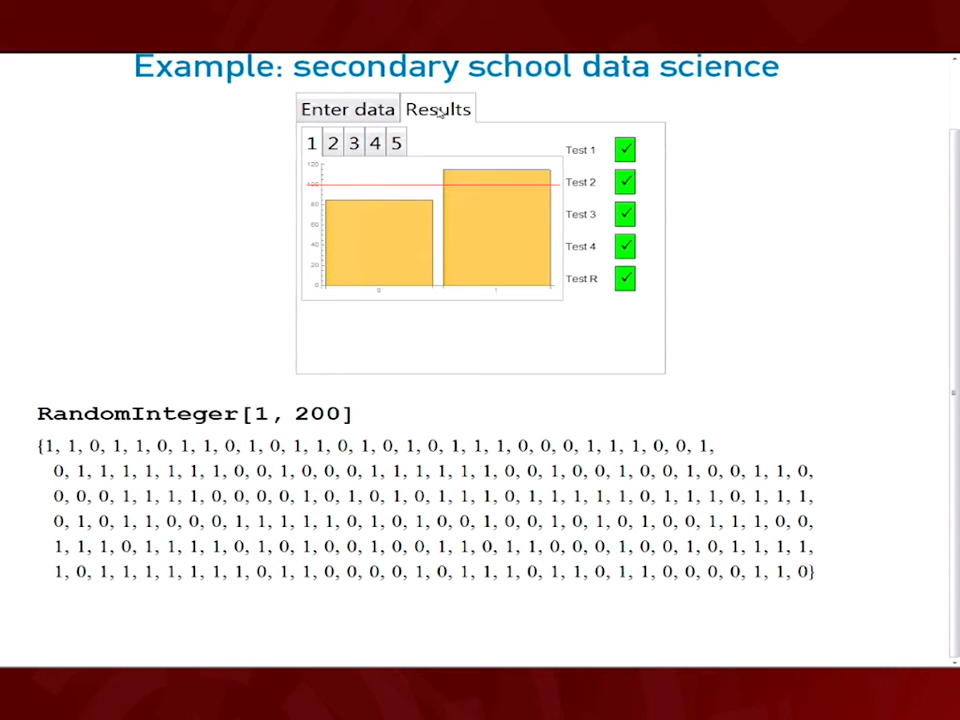 Example: secondary school data science
Enter data Results
1 2 3 4 5
Test 1
Test 2
Test 3
Test 4
Test R
120
100
80
60
40
20
0
0 1
RandomInteger[1, 200]
{1, 1, 0, 1, 1, 0, 1, 1, 0, 1, 0, 1, 1, 0, 1, 0, 1, 0, 1, 1, 1, 0, 0, 0, 1, 1, 1, 0, 0, 1,
0, 1, 1, 1, 1, 1, 1, 1, 0, 0, 1, 0, 0, 0, 1, 1, 1, 1, 1, 1, 0, 0, 1, 0, 0, 1, 0, 0, 1, 0, 0, 1, 1, 0,
0, 0, 0, 1, 1, 1, 1, 0, 0, 0, 0, 1, 0, 1, 0, 1, 0, 1, 1, 1, 0, 1, 1, 1, 1, 1, 0, 1, 1, 1, 0, 1, 1, 1,
0, 1, 0, 1, 1, 0, 0, 0, 1, 1, 1, 1, 1, 0, 1, 0, 1, 0, 0, 1, 0, 0, 1, 0, 1, 0, 1, 0, 0, 1, 1, 1, 0, 0,
1, 1, 1, 0, 1, 1, 1, 1, 0, 1, 0, 1, 0, 0, 1, 0, 0, 1, 1, 0, 1, 1, 0, 0, 0, 1, 0, 0, 1, 0, 1, 1, 1, 1,
1, 0, 1, 1, 1, 1, 1, 1, 1, 0, 1, 1, 0, 0, 0, 0, 1, 0, 1, 1, 1, 0, 1, 1, 0, 1, 1, 0, 0, 0, 0, 1, 1, 0}